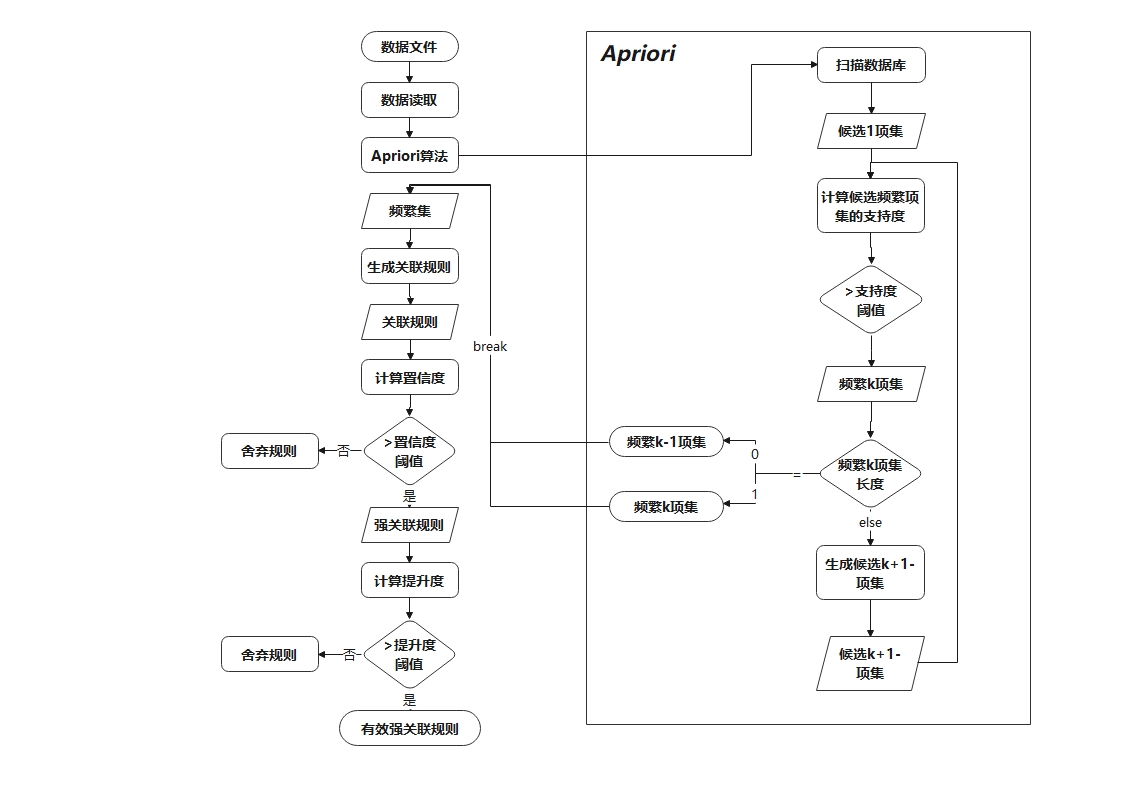 数据文件
数据读取
Apriori算法
频繁集
生成关联规则
关联规则
计算置信度
>置信度
阈值
否
舍弃规则
是
强关联规则
计算提升度
>提升度
阈值
否
舍弃规则
是
有效强关联规则
break
Apriori
扫描数据库
候选1项集
计算候选频繁项
集的支持度
>支持度
阈值
频繁k项集
频繁k项集
长度
=
0
1
频繁k-1项集
频繁k项集
else
生成候选k+1-
项集
候选k+1-
项集